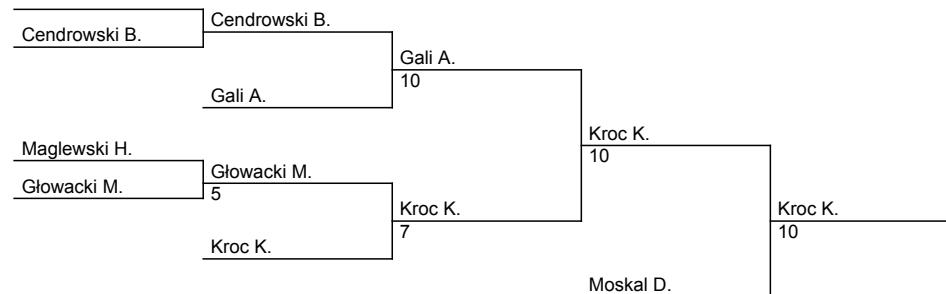 Cendrowski B.
Cendrowski B.
Gali A.
10
Gali A.
Kroc K.
10
Maglewski H.
Głowacki M.
Głowacki M.
5
Kroc K.
7
Kroc K.
10
Kroc K.
Moskal D.